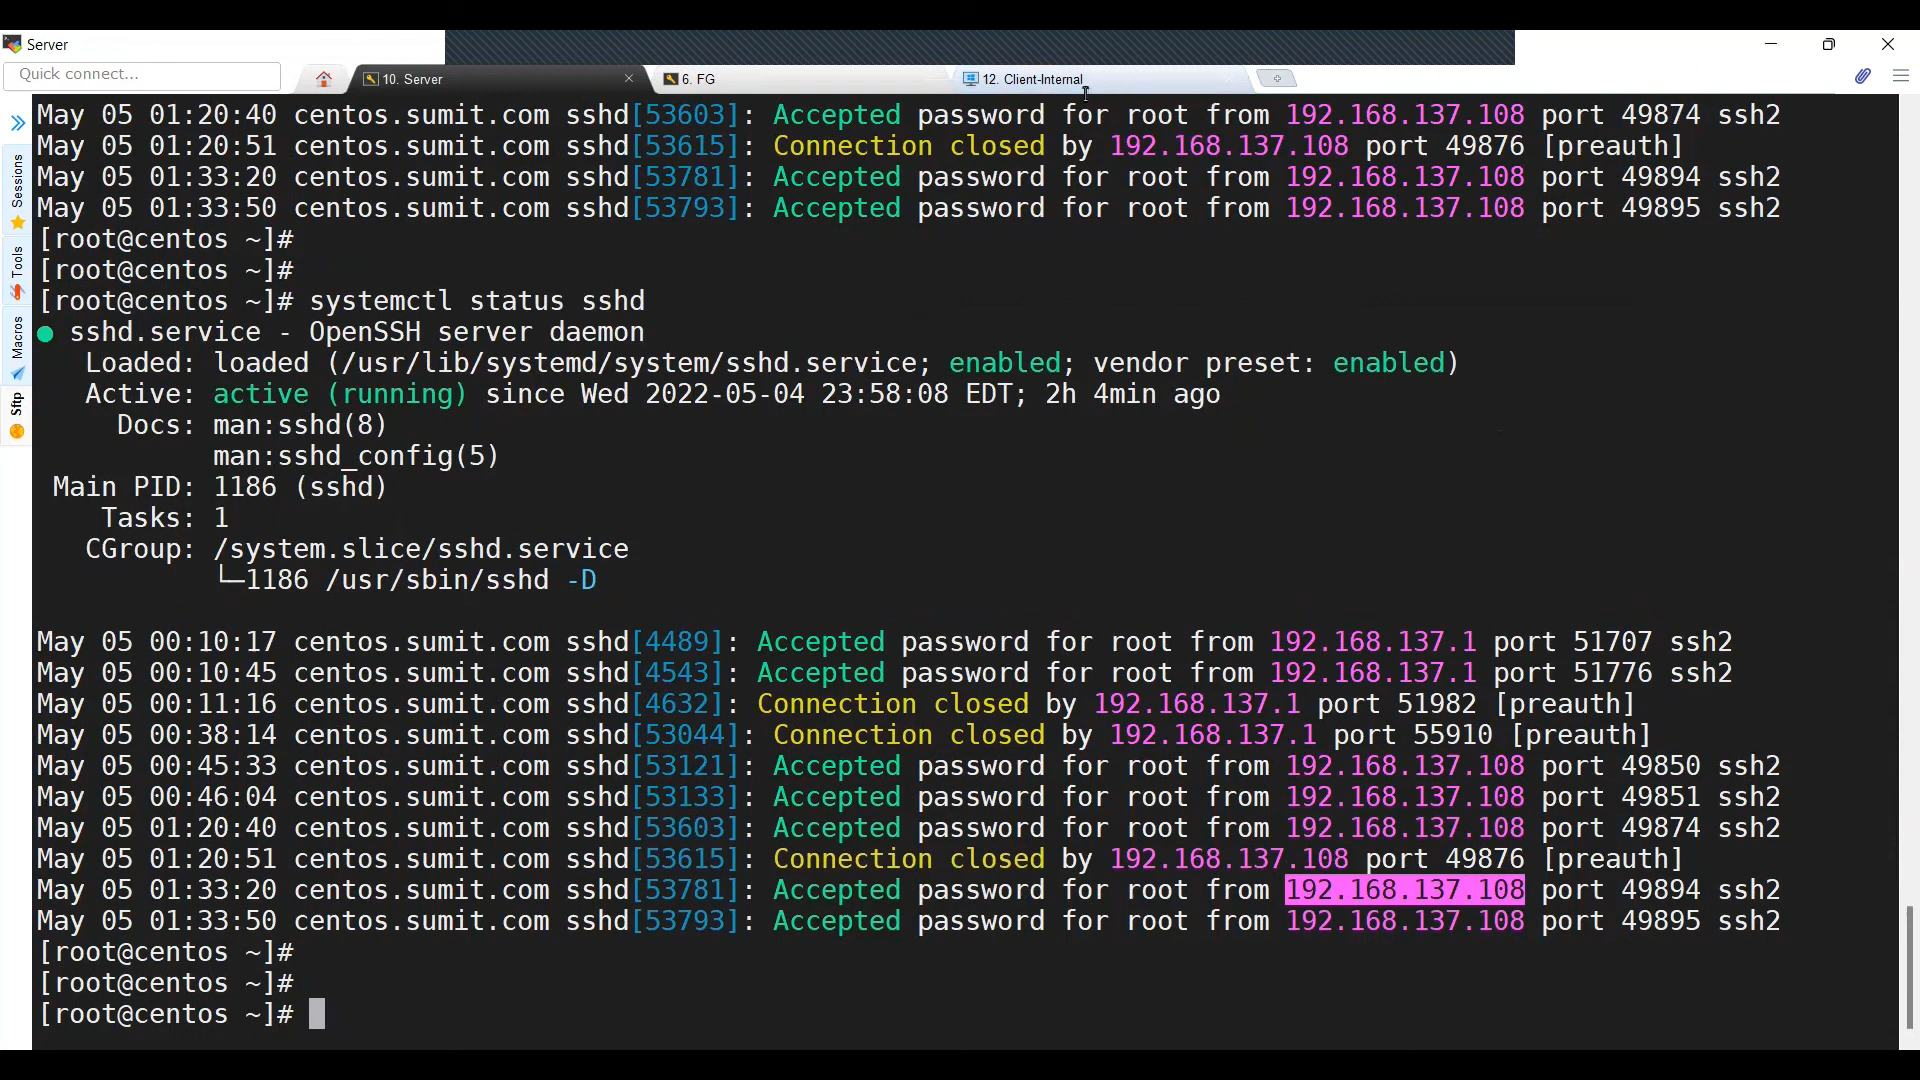 Server
Quick connect...
10. Server
6. FG
12. Client-Internal
Sessions
Tools
Macros
Sftp
May 05 01:20:40 centos.sumit.com sshd[53603]: Accepted password for root from 192.168.137.108 port 49874 ssh2
May 05 01:20:51 centos.sumit.com sshd[53615]: Connection closed by 192.168.137.108 port 49876 [preauth]
May 05 01:33:20 centos.sumit.com sshd[53781]: Accepted password for root from 192.168.137.108 port 49894 ssh2
May 05 01:33:50 centos.sumit.com sshd[53793]: Accepted password for root from 192.168.137.108 port 49895 ssh2
[root@centos ~]#
[root@centos ~]#
[root@centos ~]# systemctl status sshd
● sshd.service - OpenSSH server daemon
Loaded: loaded (/usr/lib/systemd/system/sshd.service; enabled; vendor preset: enabled)
Active: active (running) since Wed 2022-05-04 23:58:08 EDT; 2h 4min ago
Docs: man:sshd(8)
man:sshd_config(5)
Main PID: 1186 (sshd)
Tasks: 1
CGroup: /system.slice/sshd.service
└─1186 /usr/sbin/sshd -D
May 05 00:10:17 centos.sumit.com sshd[4489]: Accepted password for root from 192.168.137.1 port 51707 ssh2
May 05 00:10:45 centos.sumit.com sshd[4543]: Accepted password for root from 192.168.137.1 port 51776 ssh2
May 05 00:11:16 centos.sumit.com sshd[4632]: Connection closed by 192.168.137.1 port 51982 [preauth]
May 05 00:38:14 centos.sumit.com sshd[53044]: Connection closed by 192.168.137.1 port 55910 [preauth]
May 05 00:45:33 centos.sumit.com sshd[53121]: Accepted password for root from 192.168.137.108 port 49850 ssh2
May 05 00:46:04 centos.sumit.com sshd[53133]: Accepted password for root from 192.168.137.108 port 49851 ssh2
May 05 01:20:40 centos.sumit.com sshd[53603]: Accepted password for root from 192.168.137.108 port 49874 ssh2
May 05 01:20:51 centos.sumit.com sshd[53615]: Connection closed by 192.168.137.108 port 49876 [preauth]
May 05 01:33:20 centos.sumit.com sshd[53781]: Accepted password for root from 192.168.137.108 port 49894 ssh2
May 05 01:33:50 centos.sumit.com sshd[53793]: Accepted password for root from 192.168.137.108 port 49895 ssh2
[root@centos ~]#
[root@centos ~]#
[root@centos ~]#